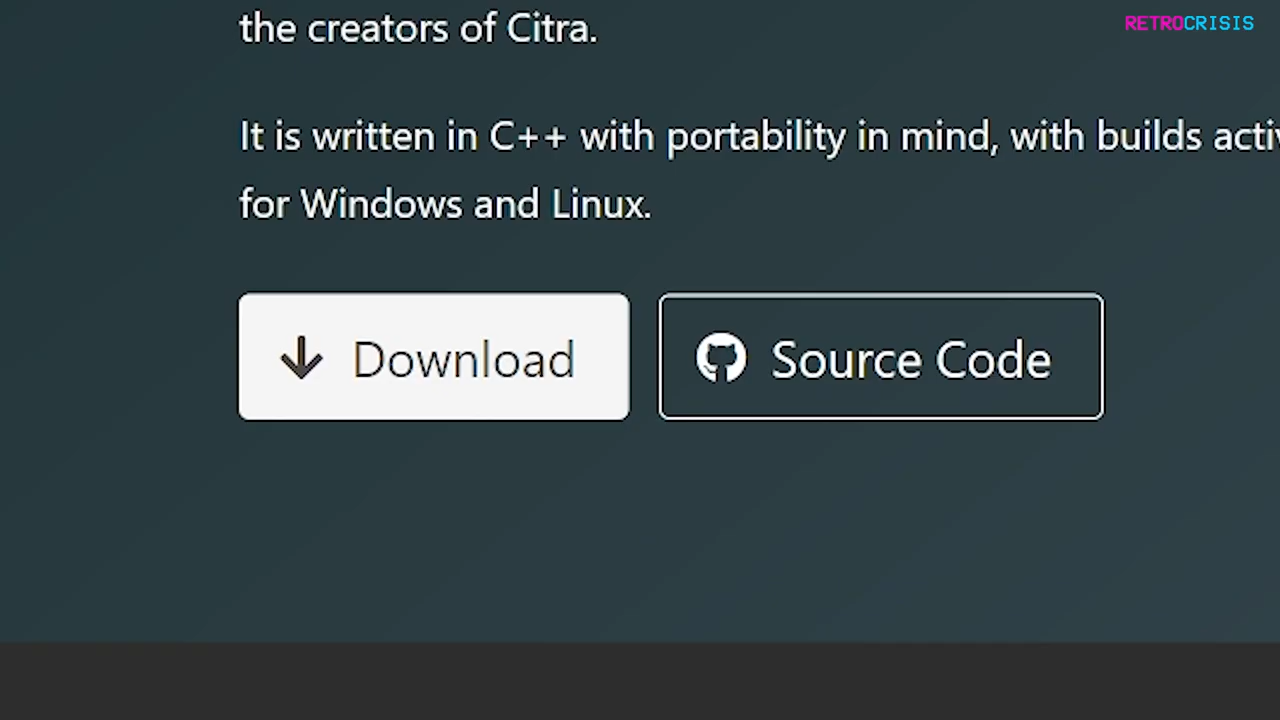 RETROCRISIS
the creators of Citra.
It is written in C++ with portability in mind, with builds
for Windows and Linux.
Download
Source Code